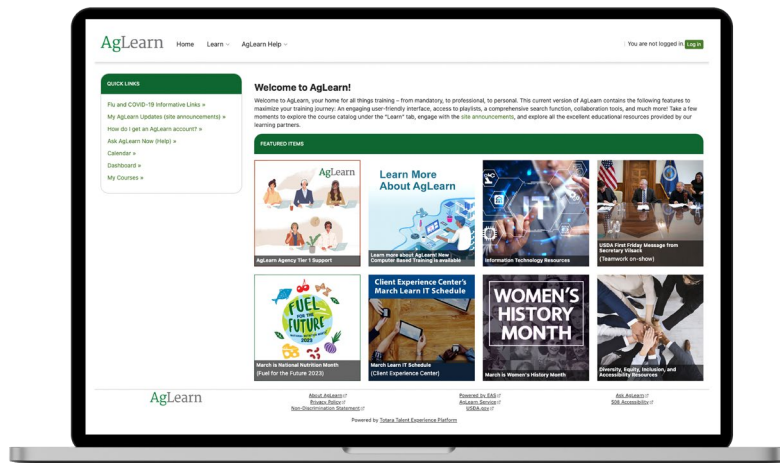 AgLearn Home Learn AgLearn Help You are not logged in. Log in
QUICK LINKS
Flu and COVID-19 Informative Links »
My AgLearn Updates (site announcements) »
How do I get an AgLearn account? »
Ask AgLearn Now (Help) »
Calendar »
Dashboard »
My Courses »
Welcome to AgLearn!
Welcome to AgLearn, your home for all things training – from mandatory, to professional, to personal. This current version of AgLearn contains the following features to
maximize your training journey: An engaging user-friendly interface, access to playlists, a comprehensive search function, collaboration tools, and much more! Take a few
moments to explore the course catalog under the "Learn" tab, engage with the site announcements, and explore all the excellent educational resources provided by our
learning partners.
FEATURED ITEMS
AgLearn
AgLearn Agency Tier 1 Support
Learn More
About AgLearn
Learn more about AgLearn! New
Computer Based Training is available
IT
Information Technology Resources
USDA First Friday Message from
Secretary Vilsack
(Teamwork on-show)
FUEL
FOR THE
FUTURE
2023
March is National Nutrition Month
(Fuel for the Future 2023)
Client Experience Center's
March Learn IT Schedule
March Learn IT Schedule
(Client Experience Center)
WOMEN'S
HISTORY
MONTH
March is Women's History Month
Diversity, Equity, Inclusion, and
Accessibility Resources
AgLearn
About AgLearn
Privacy Policy
Non-Discrimination Statement
Powered by EAS
AgLearn Service
USDA.gov
Ask AgLearn
508 Accessibility
Powered by Totara Talent Experience Platform